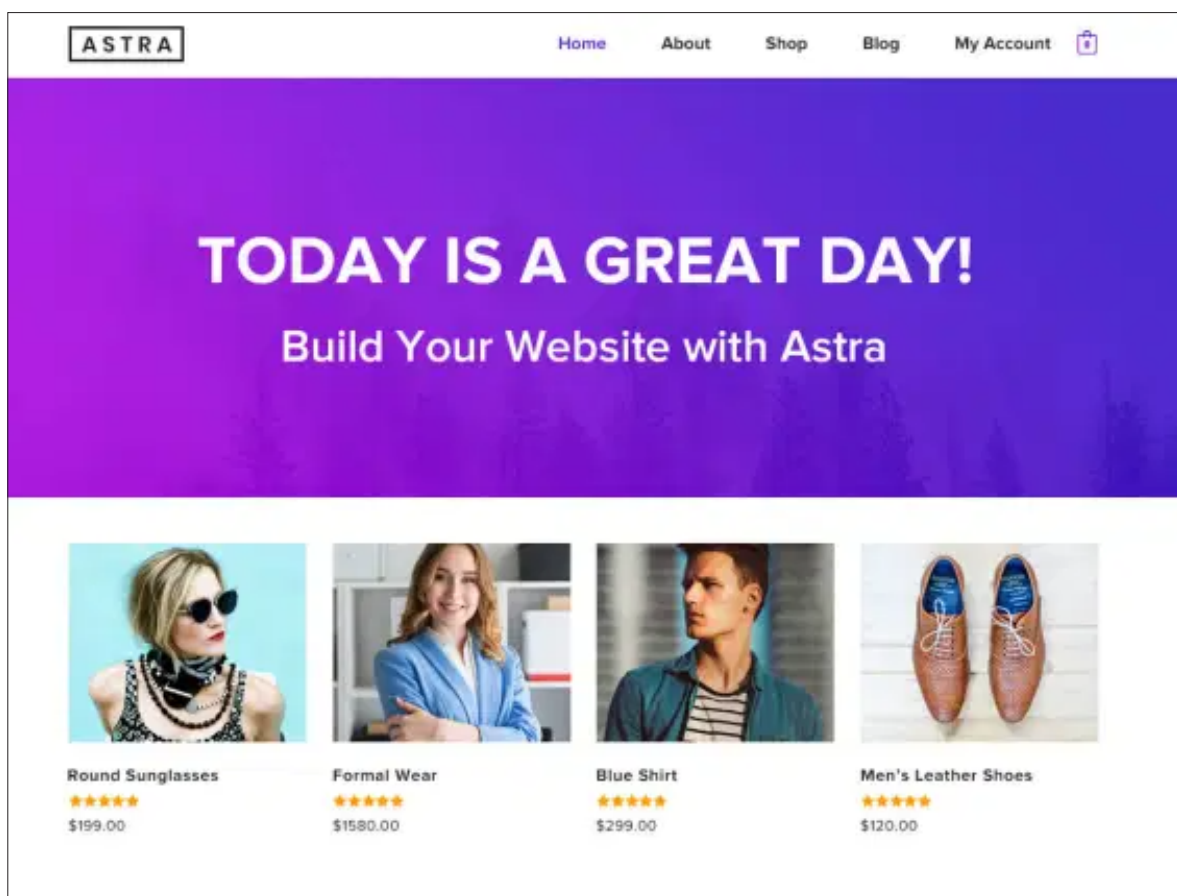 ASTRA
Home About Shop Blog My Account 0
TODAY IS A GREAT DAY!
Build Your Website with Astra
Round Sunglasses Formal Wear Blue Shirt Men's Leather Shoes
$199.00 $1580.00 $299.00 $120.00